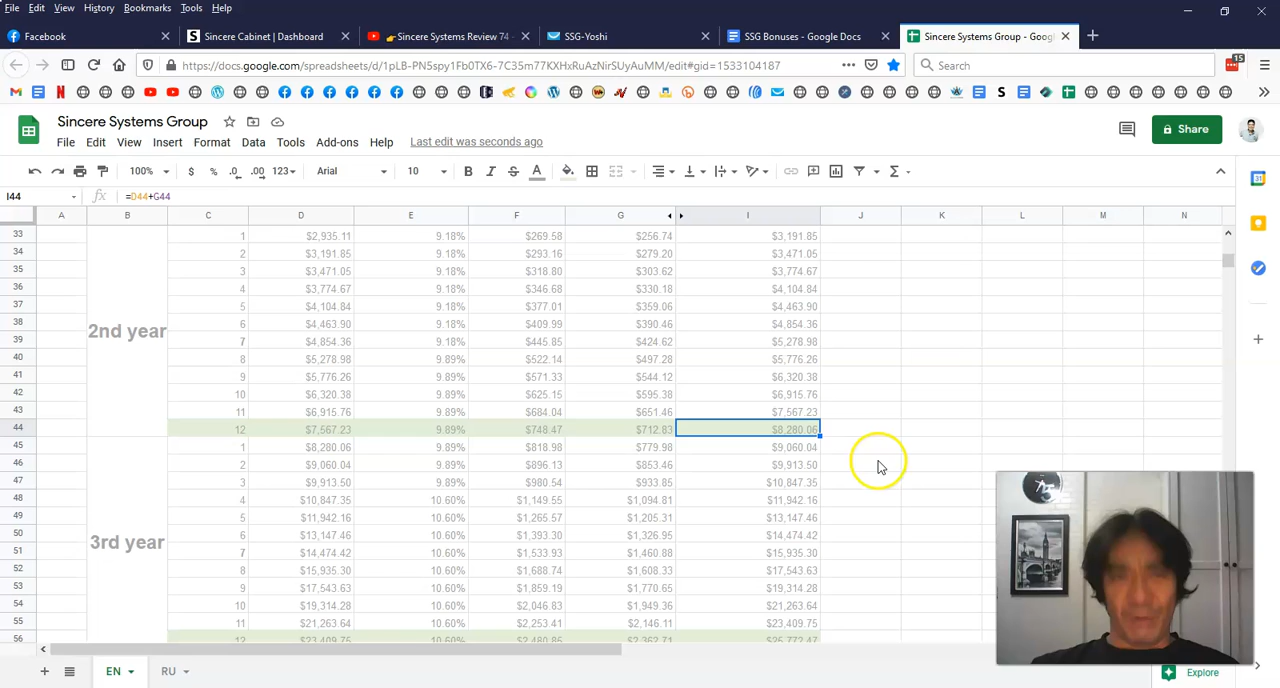 File Edit View History Bookmarks Tools Help
Facebook Sincere Cabinet | Dashboard Sincere Systems Review 74 - SSG-Yoshi SSG Bonuses - Google Docs Sincere Systems Group - Goog
https://docs.google.com/spreadsheets/d/1pLB-PN5spy1Fb0TX6-7C35m77KXHxRuAzNirSUyAuMM/edit#gid=1533104187 Search 15
Sincere Systems Group
File Edit View Insert Format Data Tools Add-ons Help Last edit was seconds ago Share
100% $ % .0 .00 123 Arial 10 B I S A
I44 fx =D44+G44
A B C D E F G I J K L M N
33 1 $2,935.11 9.18% $269.58 $256.74 $3,191.85
34 2 $3,191.85 9.18% $293.16 $279.20 $3,471.05
35 3 $3,471.05 9.18% $318.80 $303.62 $3,774.67
36 4 $3,774.67 9.18% $346.68 $330.18 $4,104.84
37 5 $4,104.84 9.18% $377.01 $359.06 $4,463.90
38 6 $4,463.90 9.18% $409.99 $390.46 $4,854.36
2nd year
39 7 $4,854.36 9.18% $445.85 $424.62 $5,278.98
40 8 $5,278.98 9.89% $522.14 $497.28 $5,776.26
41 9 $5,776.26 9.89% $571.33 $544.12 $6,320.38
42 10 $6,320.38 9.89% $625.15 $595.38 $6,915.76
43 11 $6,915.76 9.89% $684.04 $651.46 $7,567.23
44 12 $7,567.23 9.89% $748.47 $712.83 $8,280.06
45 1 $8,280.06 9.89% $818.98 $779.98 $9,060.04
46 2 $9,060.04 9.89% $896.13 $853.46 $9,913.50
47 3 $9,913.50 9.89% $980.54 $933.85 $10,847.35
48 4 $10,847.35 10.60% $1,149.55 $1,094.81 $11,942.16
49 5 $11,942.16 10.60% $1,265.57 $1,205.31 $13,147.46
50 6 $13,147.46 10.60% $1,393.30 $1,326.95 $14,474.42
3rd year
51 7 $14,474.42 10.60% $1,533.93 $1,460.88 $15,935.30
52 8 $15,935.30 10.60% $1,688.74 $1,608.33 $17,543.63
53 9 $17,543.63 10.60% $1,859.19 $1,770.65 $19,314.28
54 10 $19,314.28 10.60% $2,046.83 $1,949.36 $21,263.64
55 11 $21,263.64 10.60% $2,253.41 $2,146.11 $23,409.75
56 12 $23,409.75 10.60% $2,480.86 $2,362.71 $25,772.47
EN RU Explore